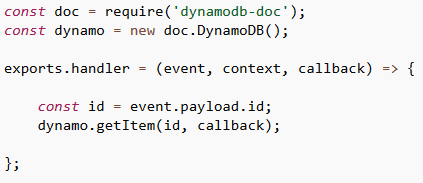 const doc = require('dynamodb-doc');
const dynamo = new doc.DynamoDB();
exports.handler = (event, context, callback) => {
const id = event.payload.id;
dynamo.getItem(id, callback);
};